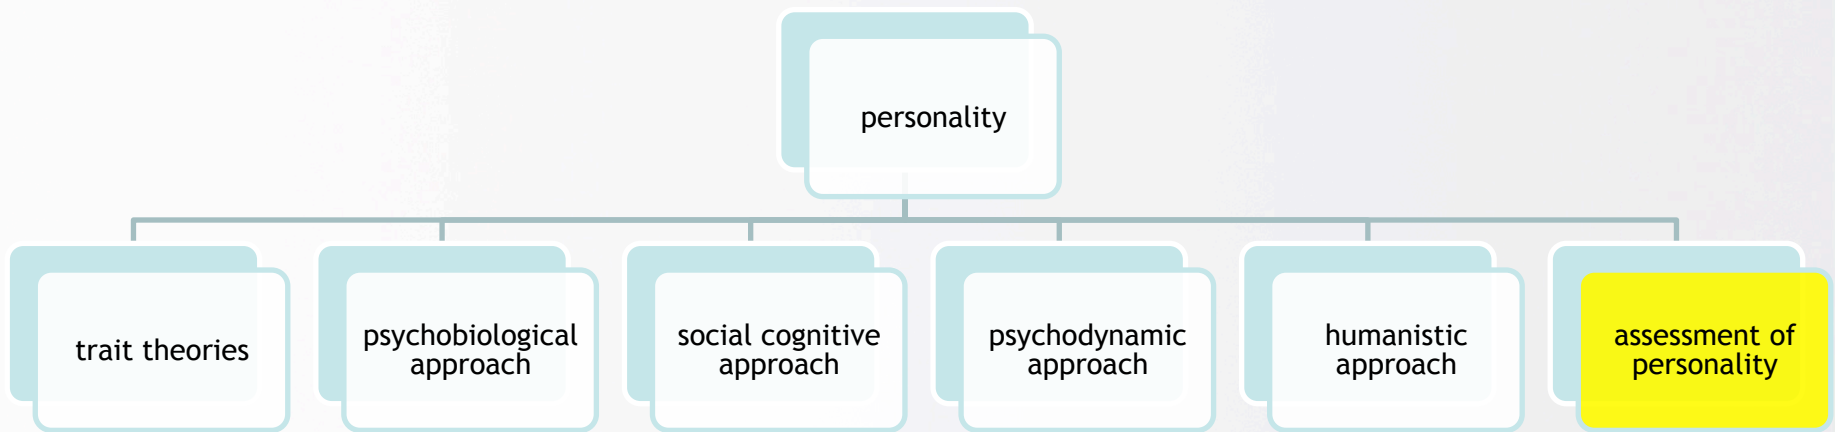 personality
trait theories
psychobiological
approach
social cognitive
approach
psychodynamic
approach
humanistic
approach
assessment of
personality